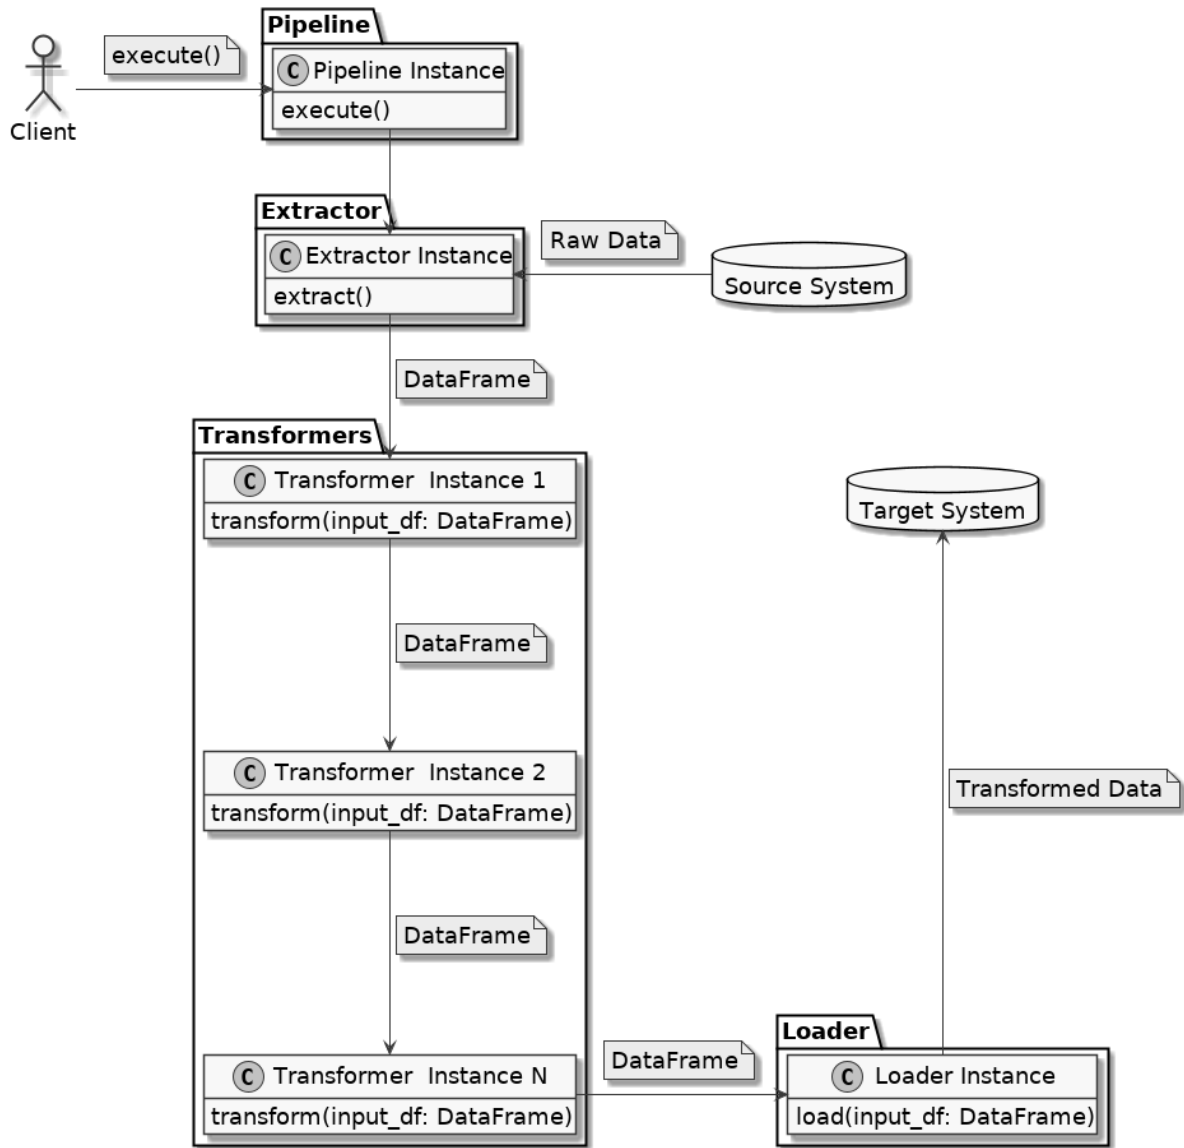 Pipeline
execute()
C Pipeline Instance
execute()
Client
Extractor
C Extractor Instance
extract()
Raw Data
Source System
DataFrame
Transformers
C Transformer  Instance 1
transform(input_df: DataFrame)
Target System
DataFrame
C Transformer  Instance 2
transform(input_df: DataFrame)
Transformed Data
DataFrame
C Transformer  Instance N
transform(input_df: DataFrame)
DataFrame
Loader
C Loader Instance
load(input_df: DataFrame)